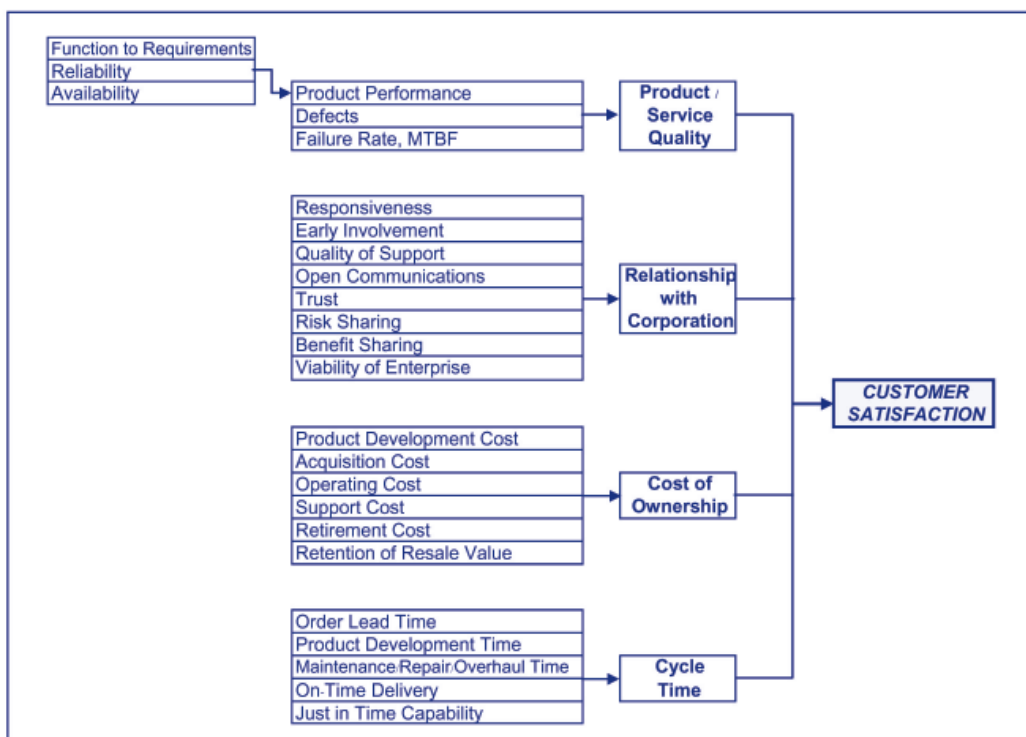 Function to Requirements
Reliability
Availability
Product Performance
Defects
Failure Rate, MTBF
Product /
Service
Quality
Responsiveness
Early Involvement
Quality of Support
Open Communications
Trust
Risk Sharing
Benefit Sharing
Viability of Enterprise
Relationship
with
Corporation
Product Development Cost
Acquisition Cost
Operating Cost
Support Cost
Retirement Cost
Retention of Resale Value
Cost of
Ownership
Order Lead Time
Product Development Time
Maintenance/Repair/Overhaul Time
On-Time Delivery
Just in Time Capability
Cycle
Time
CUSTOMER
SATISFACTION